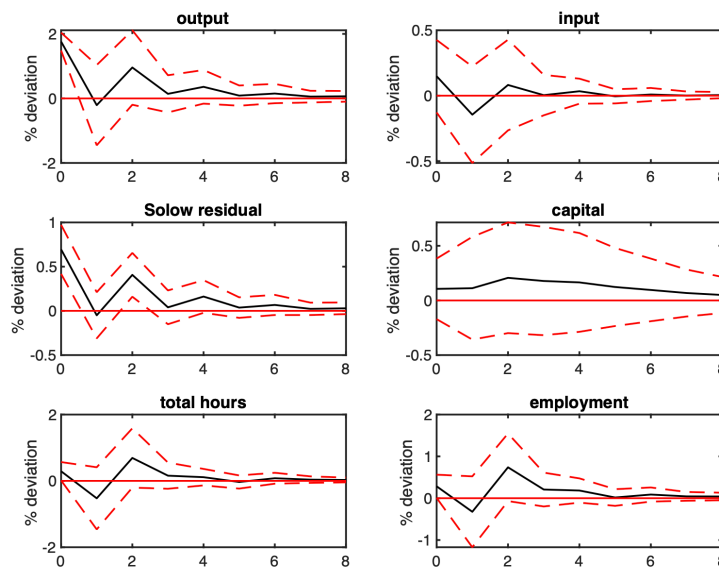 output
% deviation
2
0
-2
0 2 4 6 8
input
% deviation
0.5
0
-0.5
0 2 4 6 8
Solow residual
% deviation
1
0.5
0
-0.5
0 2 4 6 8
capital
% deviation
0.5
0
-0.5
0 2 4 6 8
total hours
% deviation
2
0
-2
0 2 4 6 8
employment
% deviation
2
1
0
-1
0 2 4 6 8